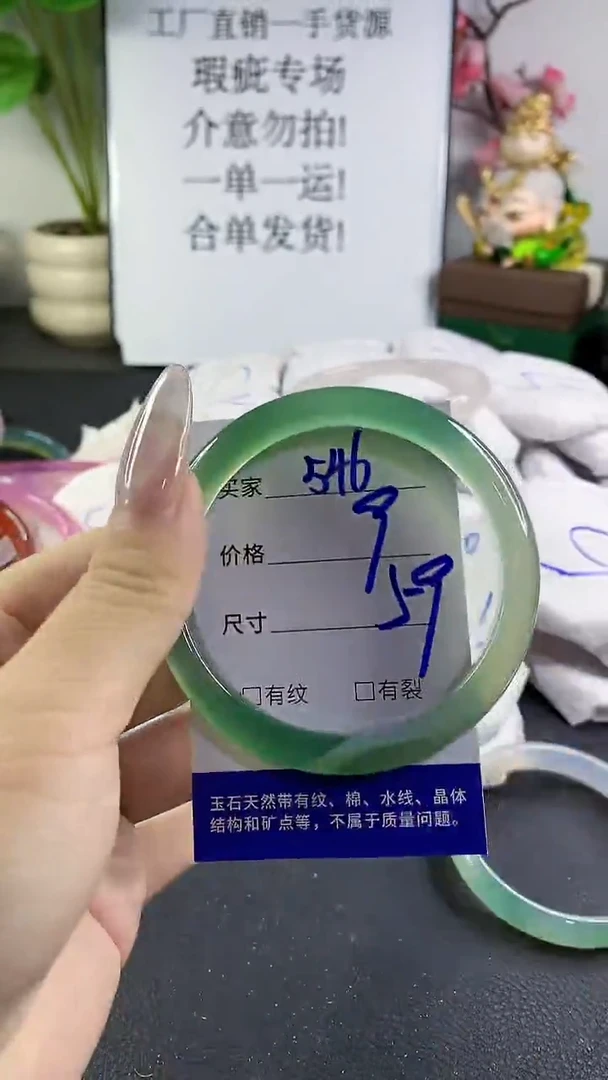 工厂直销一手货源
瑕疵专场
介意勿拍!
一单一运!
合单发货!
买家 546
价格 9
尺寸 59
□有纹 □有裂
玉石天然带有纹、棉、水线、晶体
结构和矿点等，不属于质量问题。